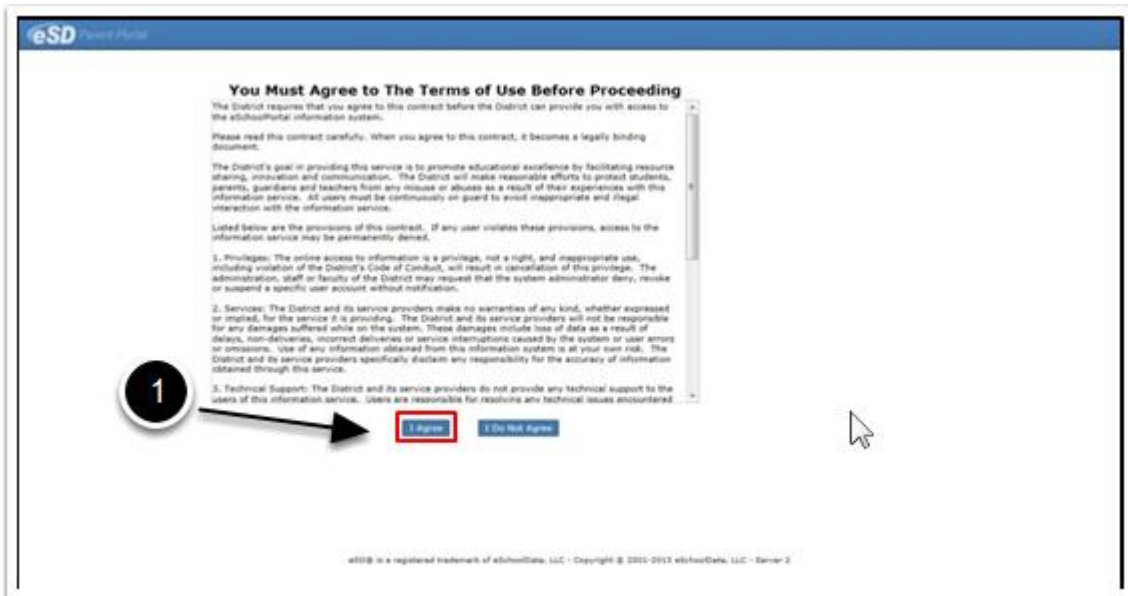 eSD Parent Portal
You Must Agree to The Terms of Use Before Proceeding
The District requires that you agree to this contract before the District can provide you with access to
the eSchoolPortal information system.
Please read this contract carefully. When you agree to this contract, it becomes a legally binding
document.
The District's goal in providing this service is to promote educational excellence by facilitating resource
sharing, innovation and communication. The District will make reasonable efforts to protect students,
parents, guardians and teachers from any misuse or abuses as a result of their experiences with this
information service. All users must be continuously on guard to avoid inappropriate and illegal
interaction with the information service.
Listed below are the provisions of this contract. If any user violates these provisions, access to the
information service may be permanently denied.
1. Privileges: The online access to information is a privilege, not a right, and inappropriate use,
including violation of the District's Code of Conduct, will result in cancellation of this privilege. The
administration, staff or faculty of the District may request that the system administrator deny, revoke
or suspend a specific user account without notification.
2. Services: The District and its service providers make no warranties of any kind, whether expressed
or implied, for the service it is providing. The District and its service providers will not be responsible
for any damages suffered while on the system. These damages include loss of data as a result of
delays, non-deliveries, incorrect deliveries or service interruptions caused by the system or user errors
or omissions. Use of any information obtained from this information system is at your own risk. The
District and its service providers specifically disclaim any responsibility for the accuracy of information
obtained through this service.
3. Technical Support: The District and its service providers do not provide any technical support to the
users of this information service. Users are responsible for resolving any technical issues encountered
1
I Agree
I Do Not Agree
eSD® is a registered trademark of eSchoolData, LLC - Copyright © 2001-2013 eSchoolData, LLC - Server 2